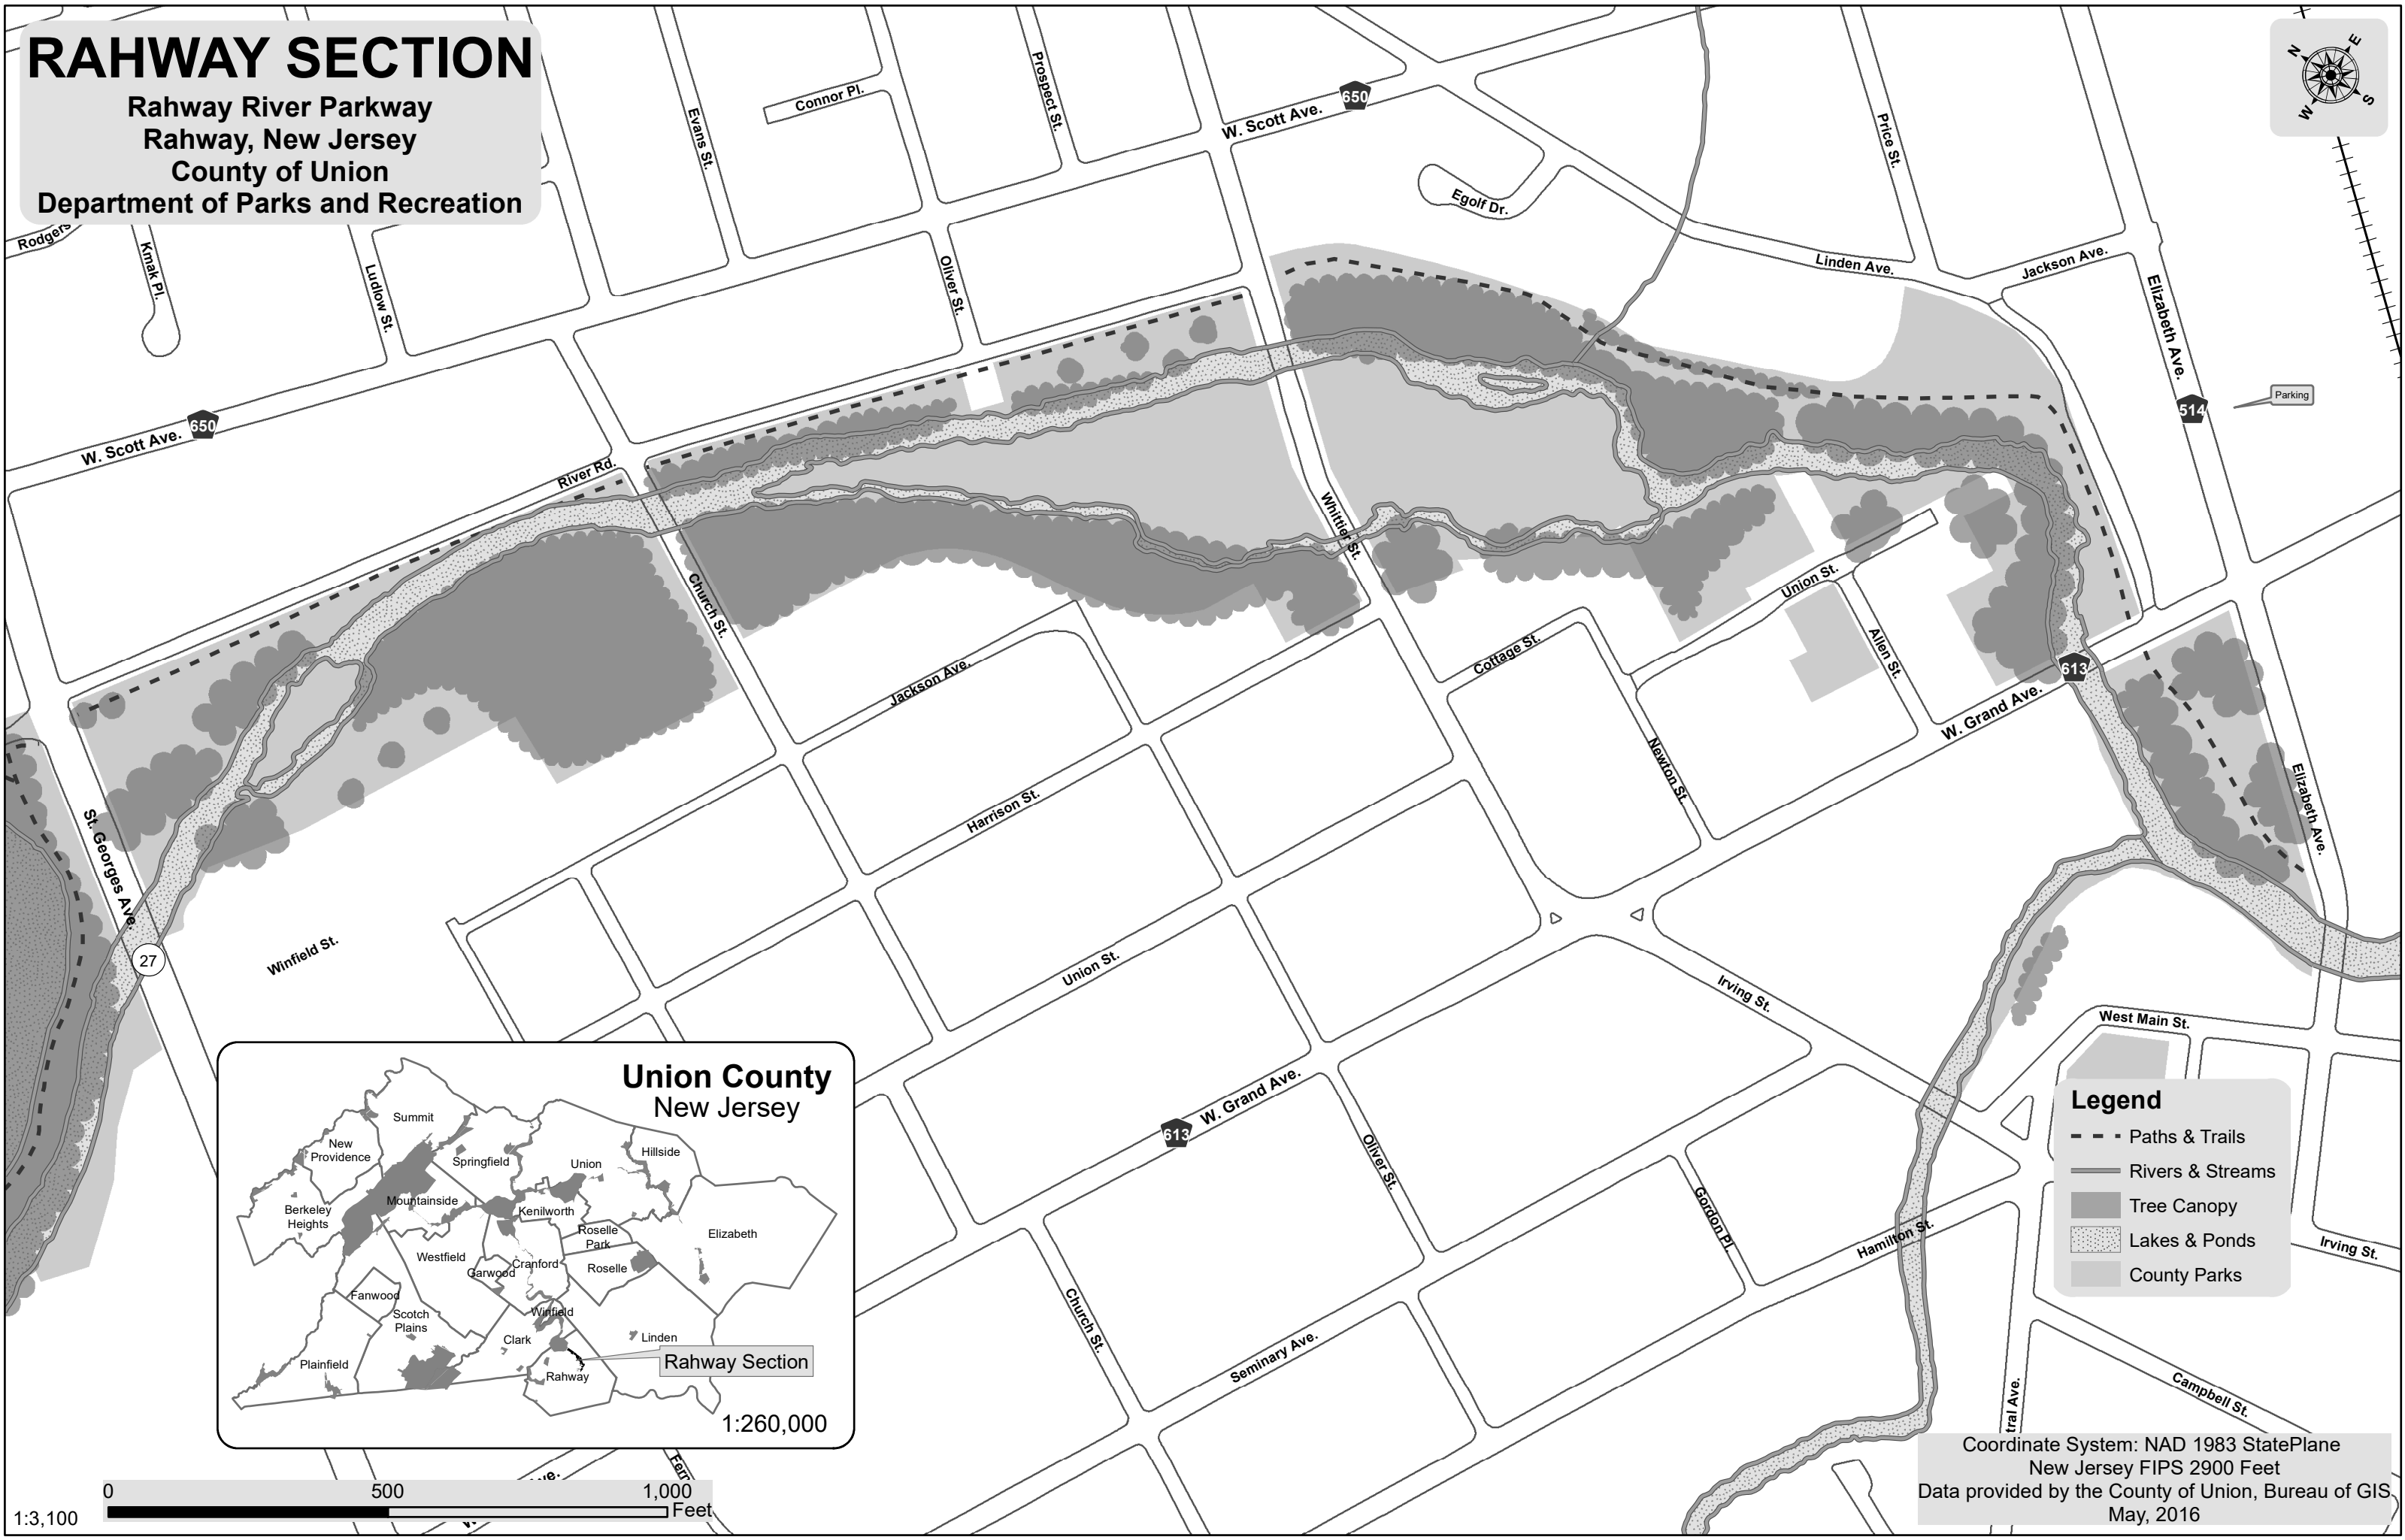 RAHWAY SECTION
Rahway River Parkway
Rahway, New Jersey
County of Union
Department of Parks and Recreation
N
E
S
W
Connor Pl.
Evans St.
Prospect St.
W. Scott Ave.
650
Egolf Dr.
Price St.
Linden Ave.
Jackson Ave.
Elizabeth Ave.
514
Parking
Rodgers
Kmak Pl.
Ludlow St.
Oliver St.
W. Scott Ave.
650
River Rd.
Church St.
Whittier St.
Jackson Ave.
Cottage St.
Union St.
Allen St.
613
W. Grand Ave.
Newton St.
Elizabeth Ave.
St. Georges Ave.
27
Winfield St.
Harrison St.
Union St.
Irving St.
West Main St.
613
W. Grand Ave.
Oliver St.
Gordon Pl.
Hamilton St.
Church St.
Seminary Ave.
Irving St.
Campbell St.
tral Ave.
Ferr
ve.
W
Union County
New Jersey
Summit
New
Providence
Springfield
Union
Hillside
Berkeley
Heights
Mountainside
Kenilworth
Roselle
Park
Elizabeth
Westfield
Garwood
Cranford
Roselle
Fanwood
Scotch
Plains
Winfield
Clark
Linden
Plainfield
Rahway
Rahway Section
1:260,000
Legend
Paths & Trails
Rivers & Streams
Tree Canopy
Lakes & Ponds
County Parks
0
500
1,000
Feet
1:3,100
Coordinate System: NAD 1983 StatePlane
New Jersey FIPS 2900 Feet
Data provided by the County of Union, Bureau of GIS
May, 2016